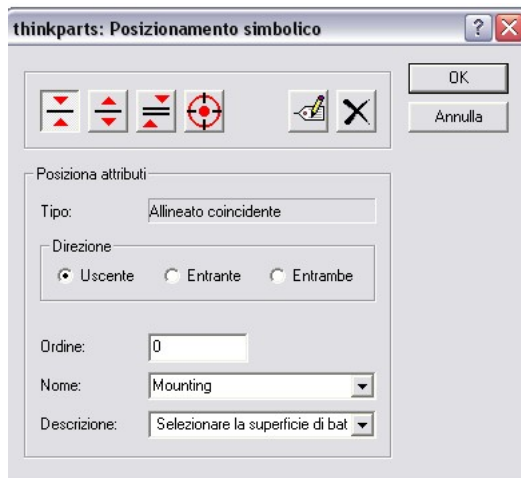 thinkparts: Posizionamento simbolico
OK
Annulla
Posiziona attributi
Tipo: Allineato coincidente
Direzione
Uscente Entrante Entrambe
Ordine: 0
Nome: Mounting
Descrizione: Selezionare la superficie di bat